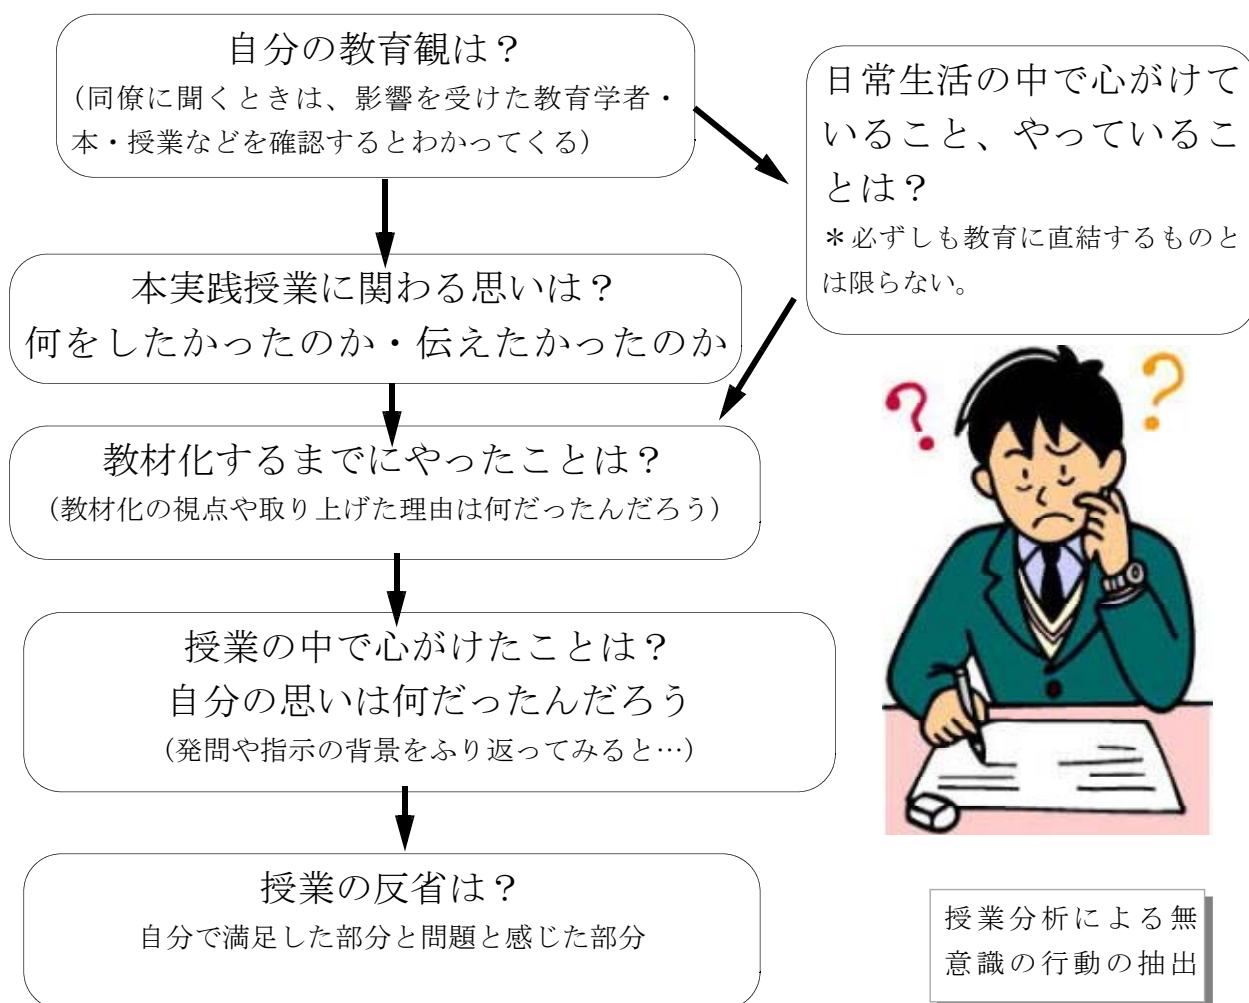 自分の教育観は？
(同僚に聞くときは、影響を受けた教育学者・
本・授業などを確認するとわかってくる)
日常生活の中で心がけて
いること、やっているこ
とは？
＊必ずしも教育に直結するものと
は限らない。
本実践授業に関わる思いは？
何をしたかったのか・伝えたかったのか
教材化するまでにやったことは？
(教材化の視点や取り上げた理由は何だったんだろう)
授業の中で心がけたことは？
自分の思いは何だったんだろう
(発問や指示の背景をふり返ってみると…)
授業の反省は？
自分で満足した部分と問題と感じた部分
授業分析による無
意識の行動の抽出